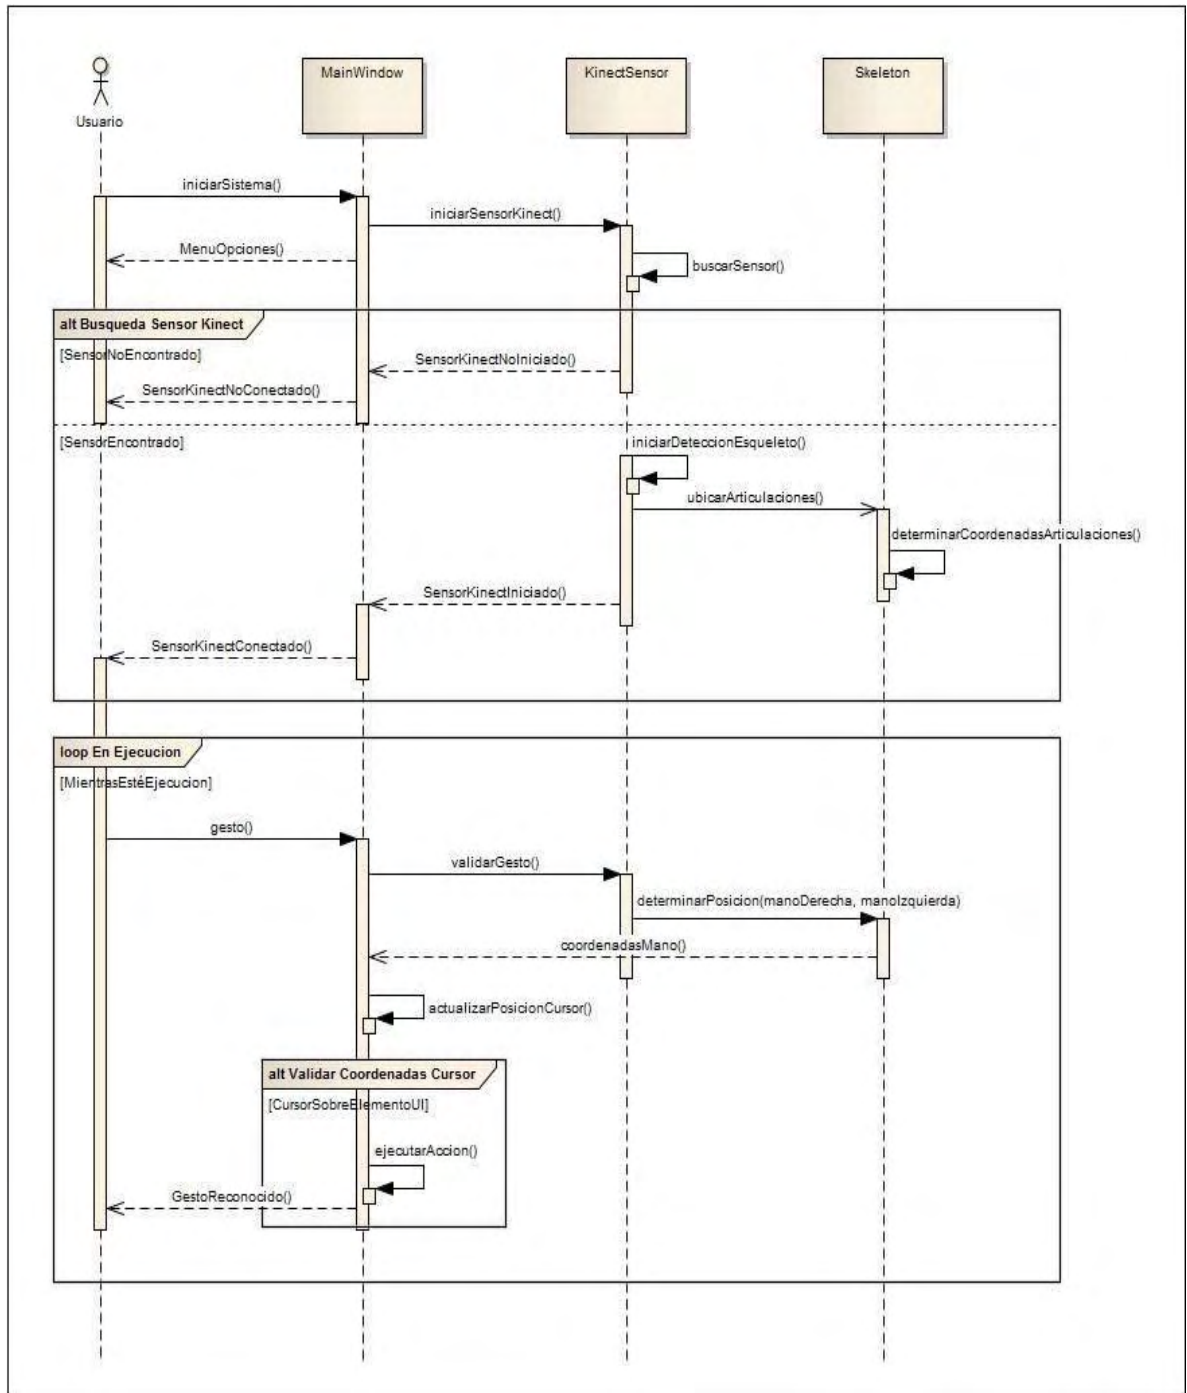 MainWindow
KinectSensor
Skeleton
Usuario
iniciarSistema()
iniciarSensorKinect()
MenuOpciones()
buscarSensor()
alt Busqueda Sensor Kinect
[SensorNoEncontrado]
SensorKinectNoIniciado()
SensorKinectNoConectado()
[SensorEncontrado]
iniciarDeteccionEsqueleto()
ubicarArticulaciones()
determinarCoordenadasArticulaciones()
SensorKinectIniciado()
SensorKinectConectado()
loop En Ejecucion
[MientrasEstéEjecucion]
gesto()
validarGesto()
determinarPosicion(manoDerecha, manoIzquierda)
coordenadasMano()
actualizarPosicionCursor()
alt Validar Coordenadas Cursor
[CursorSobreElementoUI]
ejecutarAccion()
GestoReconocido()